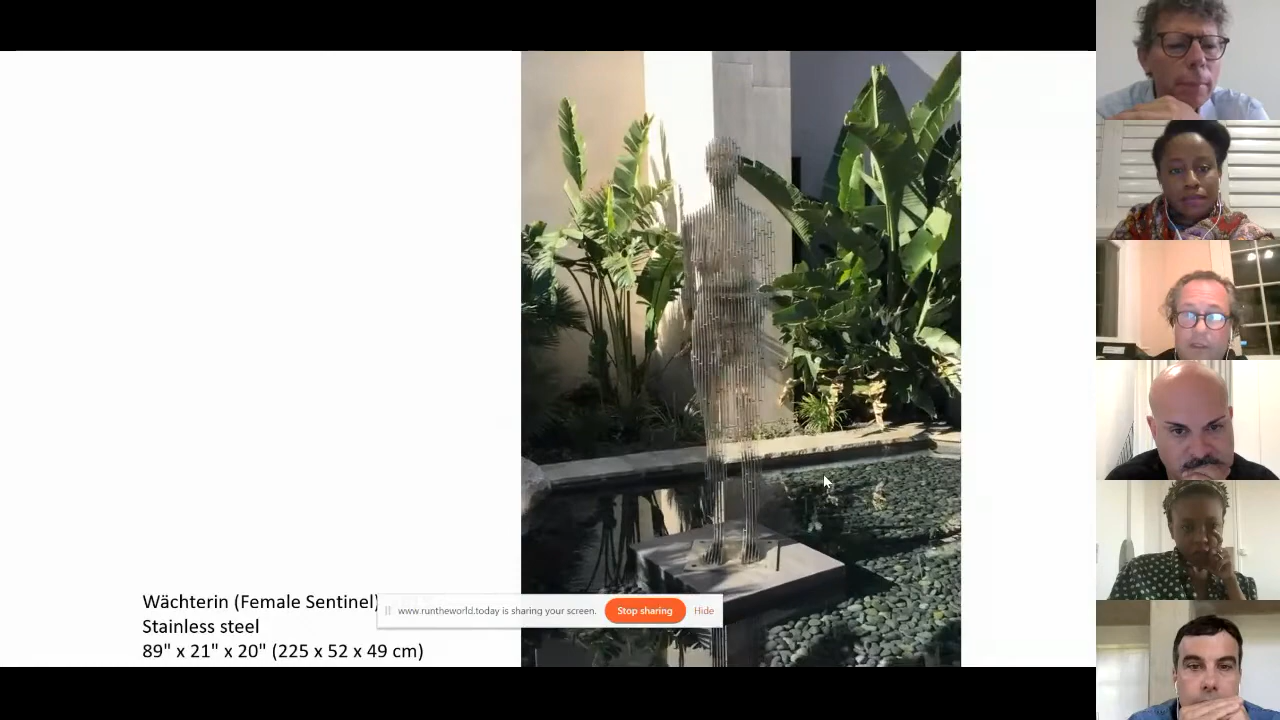 Wächterin (Female Sentinel)
Stainless steel
89" x 21" x 20" (225 x 52 x 49 cm)
www.runtheworld.today is sharing your screen.
Stop sharing
Hide